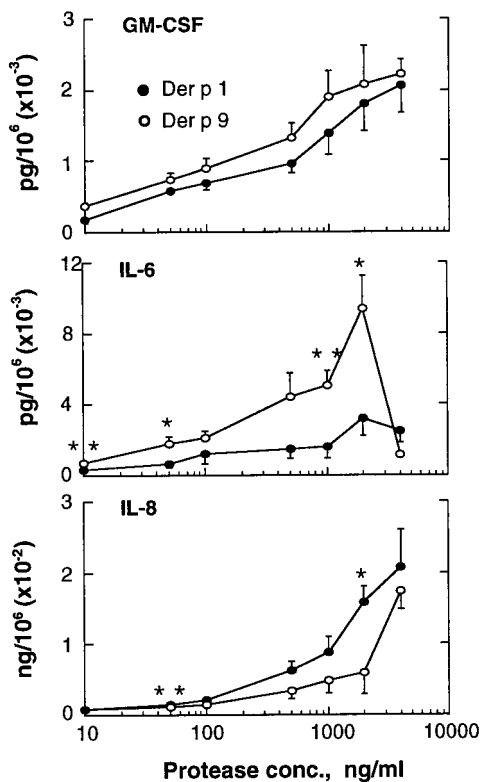 GM-CSF
3
2
1
0
pg/10⁶ (x10⁻³)
● Der p 1
○ Der p 9
IL-6
12
8
4
0
pg/10⁶ (x10⁻³)
* *
*
* *
*
IL-8
3
2
1
0
ng/10⁶ (x10⁻²)
* *
*
10 100 1000 10000
Protease conc., ng/ml